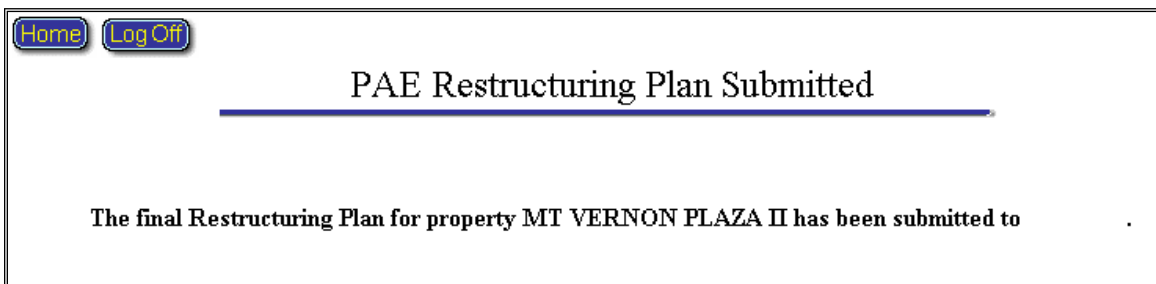 Home Log Off
PAE Restructuring Plan Submitted
The final Restructuring Plan for property MT VERNON PLAZA II has been submitted to .